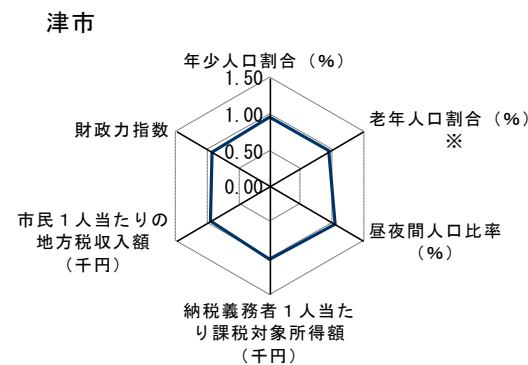 津市
年少人口割合（%）
1.50
1.00
0.50
0.00
老年人口割合（%）
※
昼夜間人口比率
（%）
納税義務者１人当た
り課税対象所得額
（千円）
市民１人当たりの
地方税収入額
（千円）
財政力指数